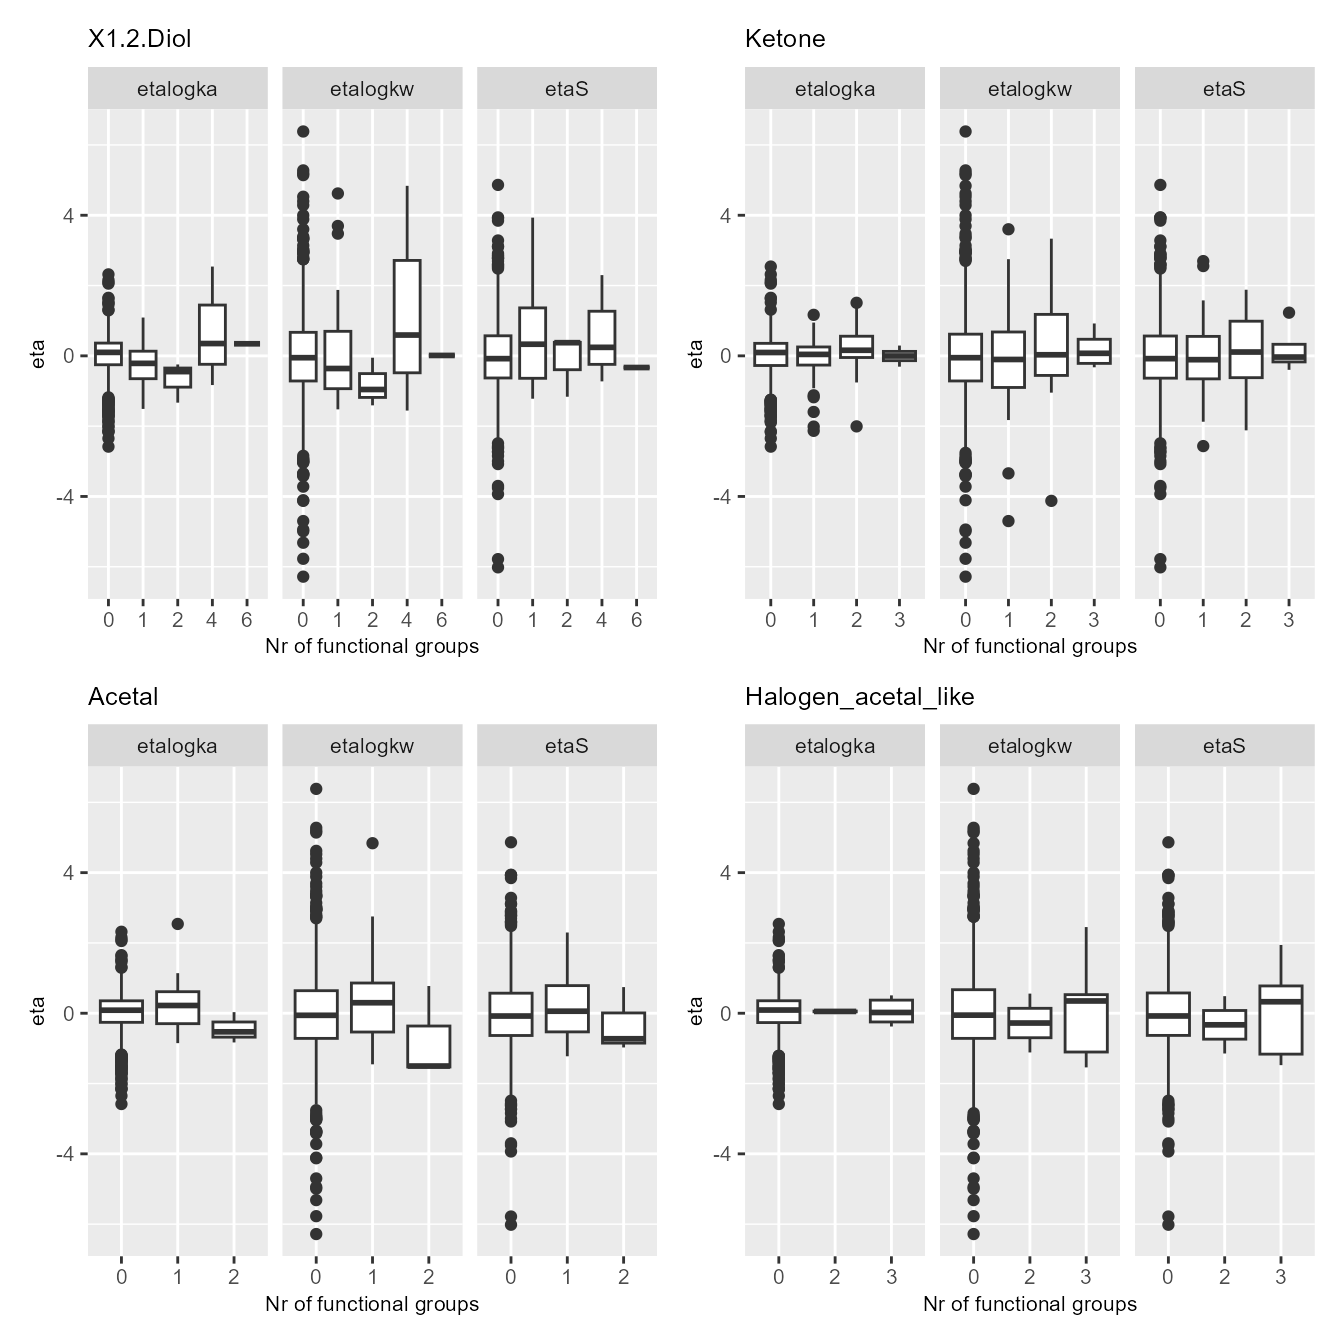 X1.2.Diol
etalogka etalogkw etaS
eta
4
0
-4
0 1 2 4 6 0 1 2 4 6 0 1 2 4 6
Nr of functional groups
Ketone
etalogka etalogkw etaS
eta
4
0
-4
0 1 2 3 0 1 2 3 0 1 2 3
Nr of functional groups
Acetal
etalogka etalogkw etaS
eta
4
0
-4
0 1 2 0 1 2 0 1 2
Nr of functional groups
Halogen_acetal_like
etalogka etalogkw etaS
eta
4
0
-4
0 2 3 0 2 3 0 2 3
Nr of functional groups